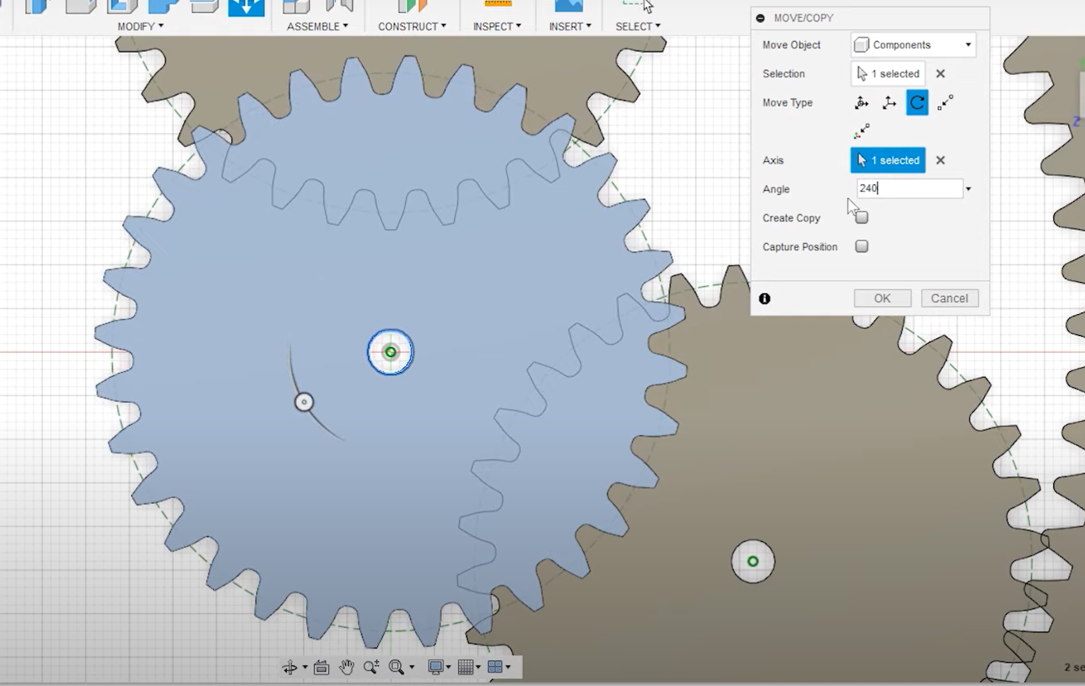 MODIFY
ASSEMBLE
CONSTRUCT
INSPECT
INSERT
SELECT
MOVE/COPY
Move Object
Components
Selection
1 selected
Move Type
Axis
1 selected
Angle
240
Create Copy
Capture Position
OK
Cancel
Z
2 se